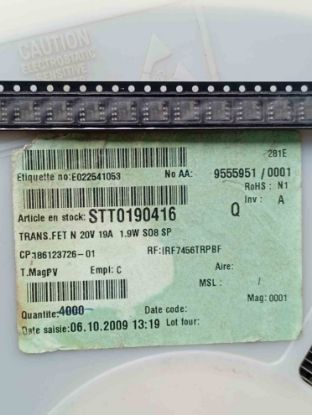 CAUTION
ELECTROSTATIC
SENSITIVE
281E
Etiquette no:E022541053
No AA: 9555951 / 0001
RoHS : N1
Inv : A
Article en stock: STT0190416
Q
TRANS.FET N 20V 19A 1.9W SO8 SP
CP186123726-01
RF:IRF7456TRPBF
T.MagPV
Empl: C
Aire:
MSL : /
Mag: 0001
Quantite: 4000
Date code:
Date saisie: 06.10.2009 13:19
Lot four: